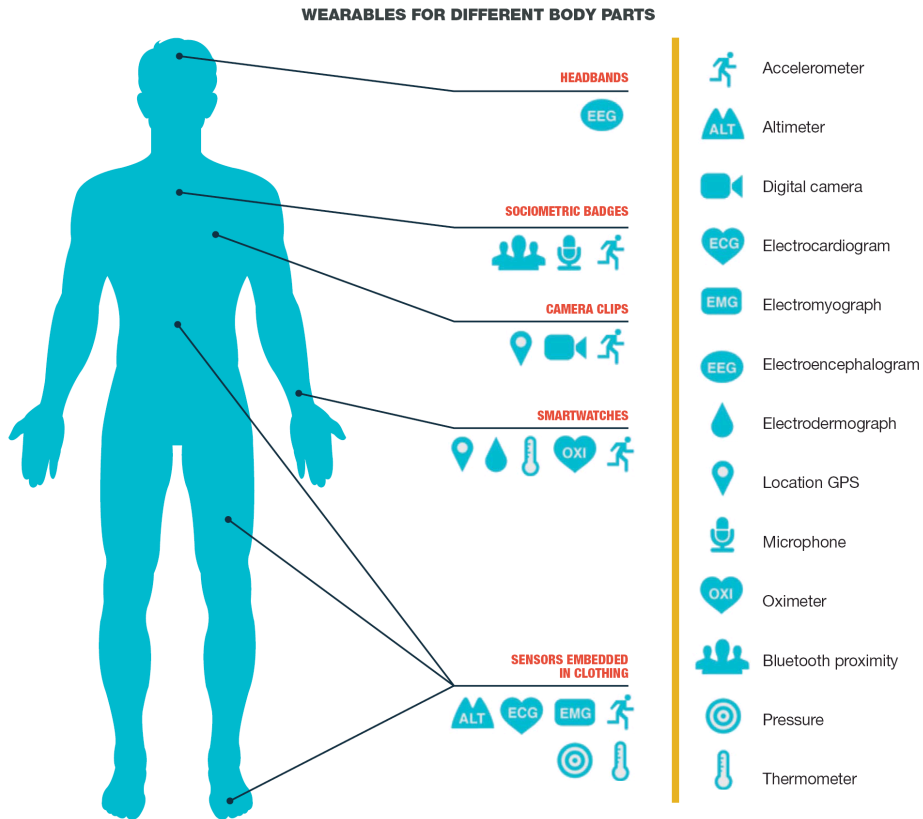 WEARABLES FOR DIFFERENT BODY PARTS
HEADBANDS
EEG
SOCIOMETRIC BADGES
CAMERA CLIPS
SMARTWATCHES
OXI
SENSORS EMBEDDED
IN CLOTHING
ALT ECG EMG
Accelerometer
ALT Altimeter
Digital camera
ECG Electrocardiogram
EMG Electromyograph
EEG Electroencephalogram
Electrodermograph
Location GPS
Microphone
OXI Oximeter
Bluetooth proximity
Pressure
Thermometer